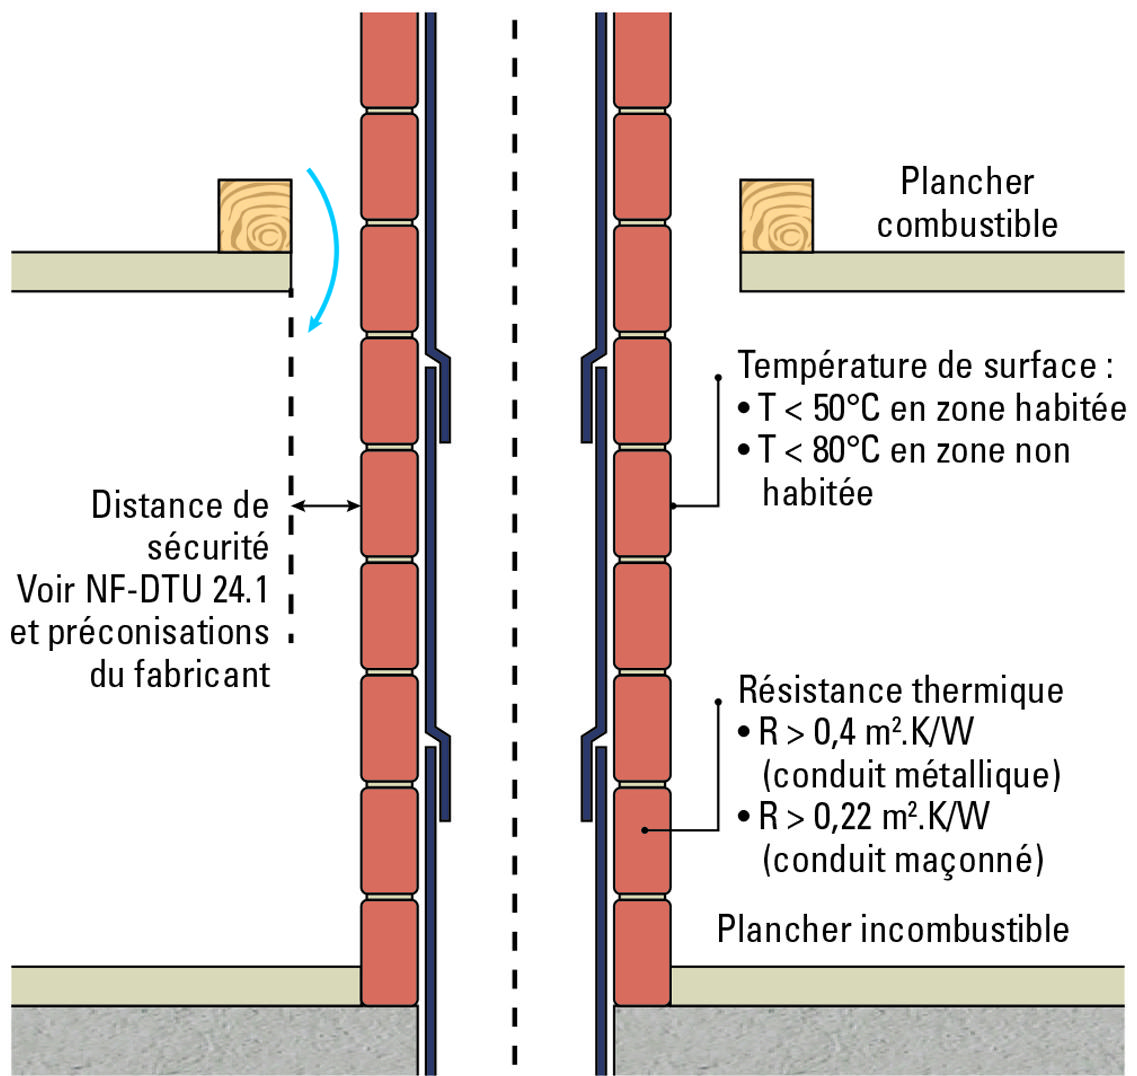 Plancher
combustible
Température de surface :
• T < 50°C en zone habitée
• T < 80°C en zone non
habitée
Distance de
sécurité
Voir NF-DTU 24.1
et préconisations
du fabricant
Résistance thermique
• R > 0,4 m².K/W
(conduit métallique)
• R > 0,22 m².K/W
(conduit maçonné)
Plancher incombustible